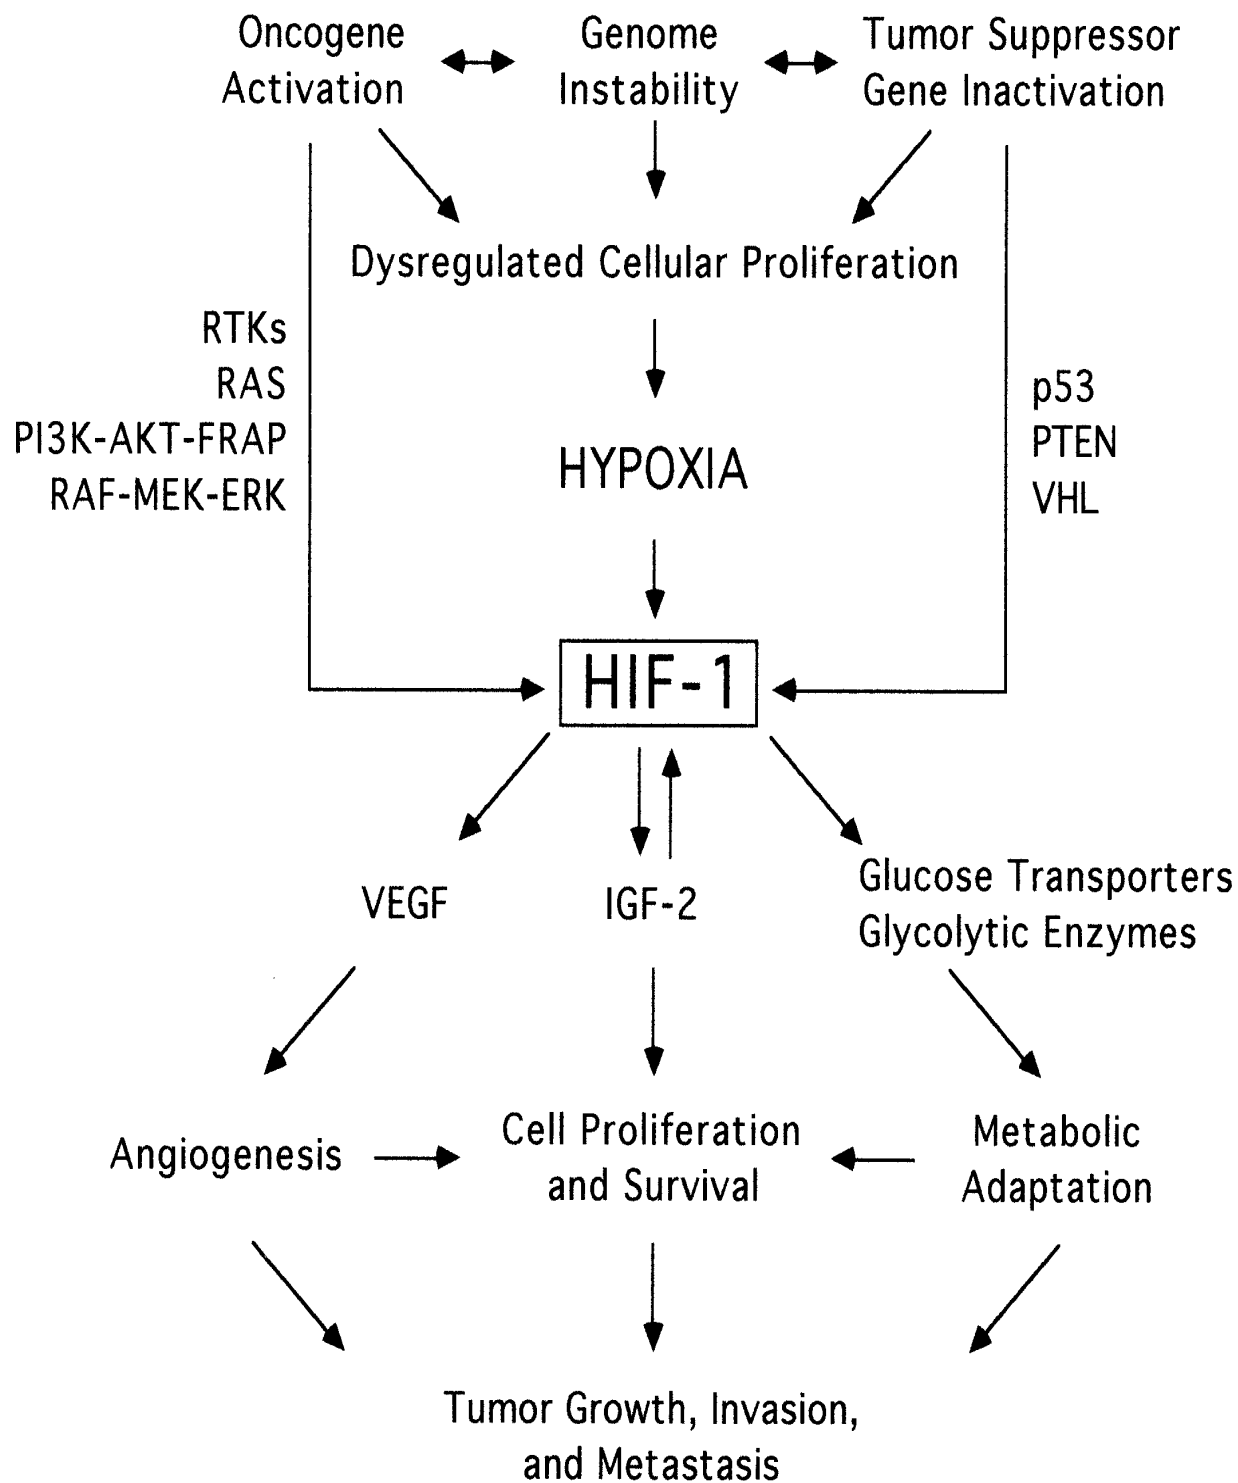 Oncogene
Activation
Genome
Instability
Tumor Suppressor
Gene Inactivation
Dysregulated Cellular Proliferation
RTKs
RAS
PI3K-AKT-FRAP
RAF-MEK-ERK
HYPOXIA
p53
PTEN
VHL
HIF-1
VEGF
IGF-2
Glucose Transporters
Glycolytic Enzymes
Angiogenesis
Cell Proliferation
and Survival
Metabolic
Adaptation
Tumor Growth, Invasion,
and Metastasis